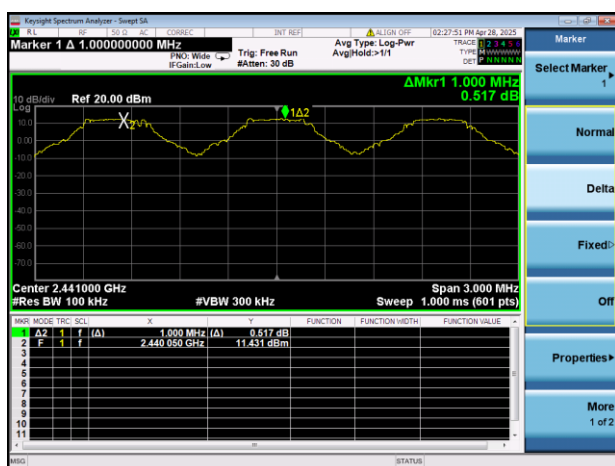 Keysight Spectrum Analyzer - Swept SA
RL RF 50 Ω AC CORREC INT REF ALIGN OFF 02:27:51 PM Apr 28, 2025
Marker 1 Δ 1.000000000 MHz
PNO: Wide
IFGain:Low
Trig: Free Run
#Atten: 30 dB
Avg Type: Log-Pwr
Avg|Hold:>1/1
TRACE 1 2 3 4 5 6
TYPE MWWWWW
DET P NNNNN
ΔMkr1 1.000 MHz
0.517 dB
10 dB/div Ref 20.00 dBm
Log
10.0
0.00
-10.0
-20.0
-30.0
-40.0
-50.0
-60.0
-70.0
X2
1Δ2
Center 2.441000 GHz Span 3.000 MHz
#Res BW 100 kHz #VBW 300 kHz Sweep 1.000 ms (601 pts)
MKR MODE TRC SCL X Y FUNCTION FUNCTION WIDTH FUNCTION VALUE
1 Δ2 1 f (Δ) 1.000 MHz (Δ) 0.517 dB
2 F 1 f 2.440 050 GHz 11.431 dBm
3
4
5
6
7
8
9
10
11
MSG STATUS
Marker
Select Marker
1
Normal
Delta
Fixed
Off
Properties
More
1 of 2